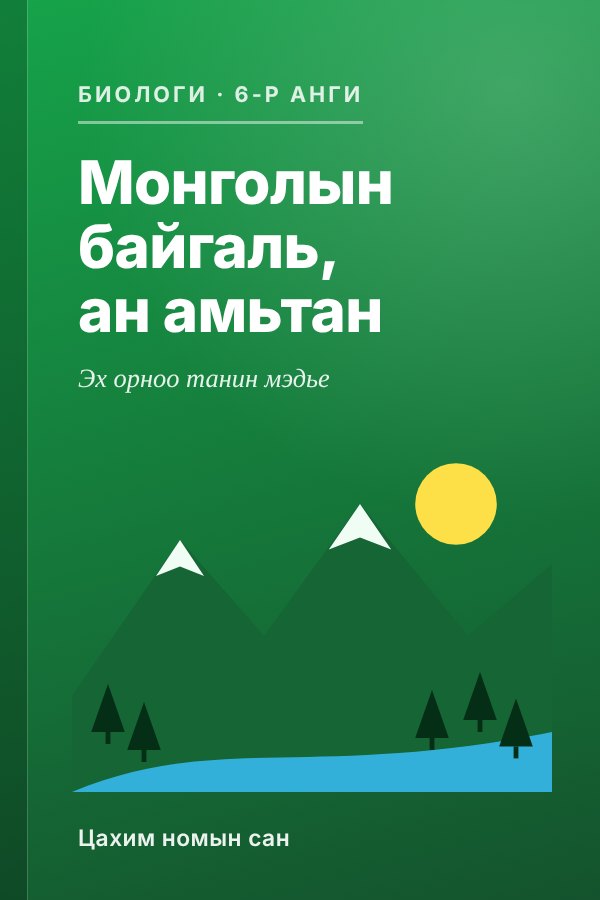 БИОЛОГИ · 6-Р АНГИ
Монголын
байгаль,
ан амьтан
Эх орноо танин мэдье
Цахим номын сан